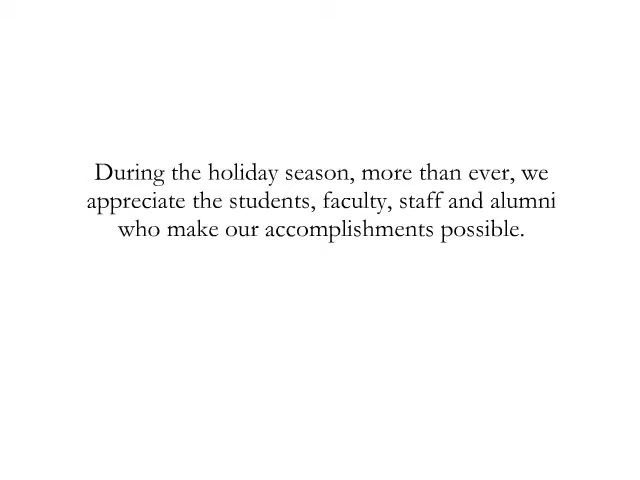 During the holiday season, more than ever, we
appreciate the students, faculty, staff and alumni
who make our accomplishments possible.